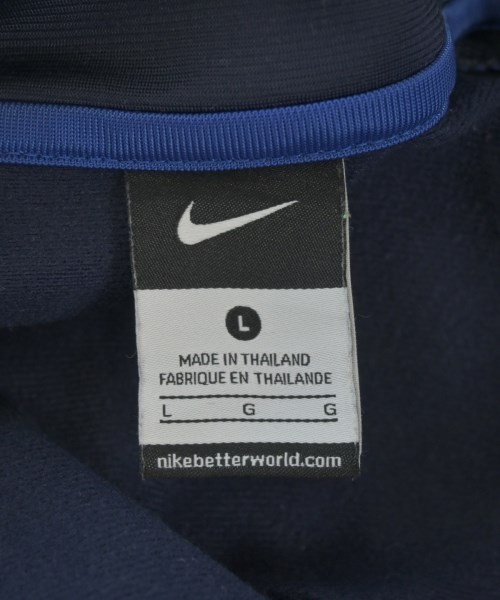 L
MADE IN THAILAND
FABRIQUE EN THAILANDE
L G G
nikebetterworld.com